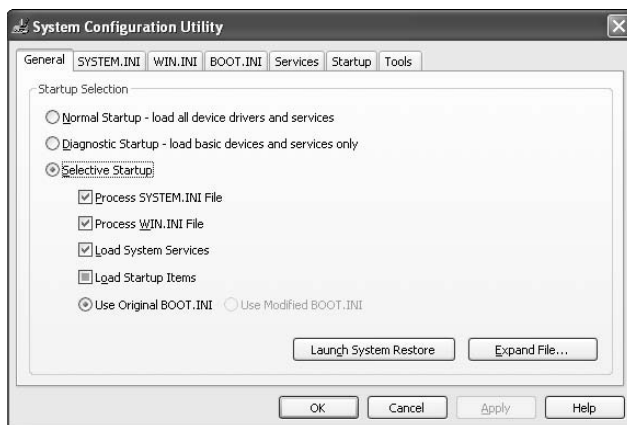 System Configuration Utility
General SYSTEM.INI WIN.INI BOOT.INI Services Startup Tools
Startup Selection
Normal Startup - load all device drivers and services
Diagnostic Startup - load basic devices and services only
Selective Startup
Process SYSTEM.INI File
Process WIN.INI File
Load System Services
Load Startup Items
Use Original BOOT.INI Use Modified BOOT.INI
Launch System Restore Expand File...
OK Cancel Apply Help